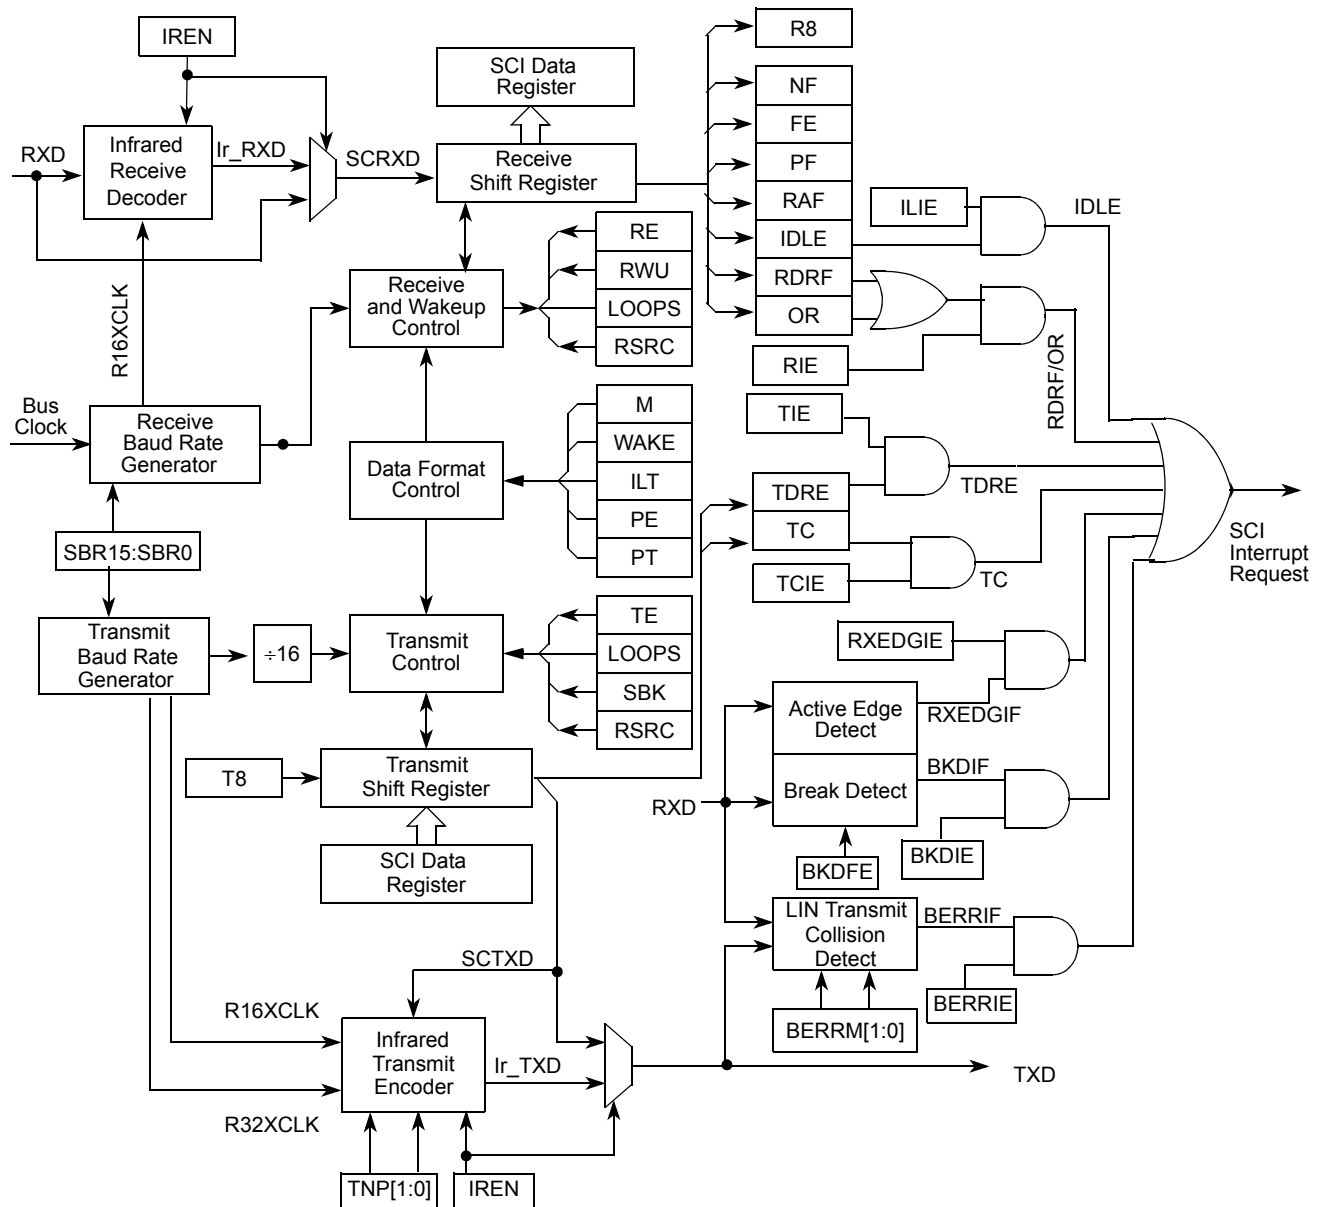 IREN
SCI Data
Register
R8
NF
FE
PF
RAF
IDLE
RDRF
OR
RXD
Infrared
Receive
Decoder
Ir_RXD
SCRXD
Receive
Shift Register
ILIE
IDLE
RE
RWU
LOOPS
RSRC
Receive
and Wakeup
Control
R16XCLK
RIE
RDRF/OR
Bus
Clock
Receive
Baud Rate
Generator
M
WAKE
ILT
PE
PT
Data Format
Control
TIE
TDRE
TC
TDRE
TCIE
TC
SCI
Interrupt
Request
SBR15:SBR0
Transmit
Baud Rate
Generator
÷16
Transmit
Control
TE
LOOPS
SBK
RSRC
RXEDGIE
Active Edge
Detect
RXEDGIF
T8
Transmit
Shift Register
RXD
Break Detect
BKDIF
BKDIE
BKDFE
SCI Data
Register
LIN Transmit
Collision
Detect
BERRIF
BERRIE
BERRM[1:0]
SCTXD
R16XCLK
Infrared
Transmit
Encoder
Ir_TXD
TXD
R32XCLK
TNP[1:0]
IREN